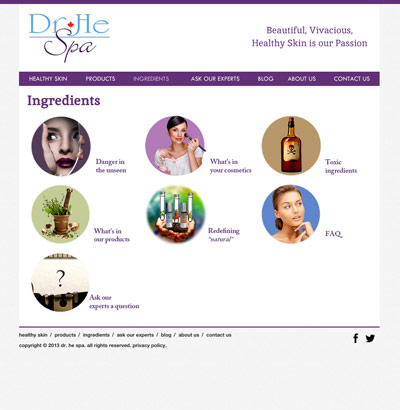 Dr. He
Spa
Beautiful, Vivacious,
Healthy Skin is our Passion
HEALTHY SKIN PRODUCTS INGREDIENTS ASK OUR EXPERTS BLOG ABOUT US CONTACT US
Ingredients
Danger in
the unseen
What's in
your cosmetics
Toxic
ingredients
What's in
our products
Redefining
"natural"
FAQ
?
Ask our
experts a question
healthy skin / products / ingredients / ask our experts / blog / about us / contact us
copyright © 2013 dr. he spa. all rights reserved. privacy policy.